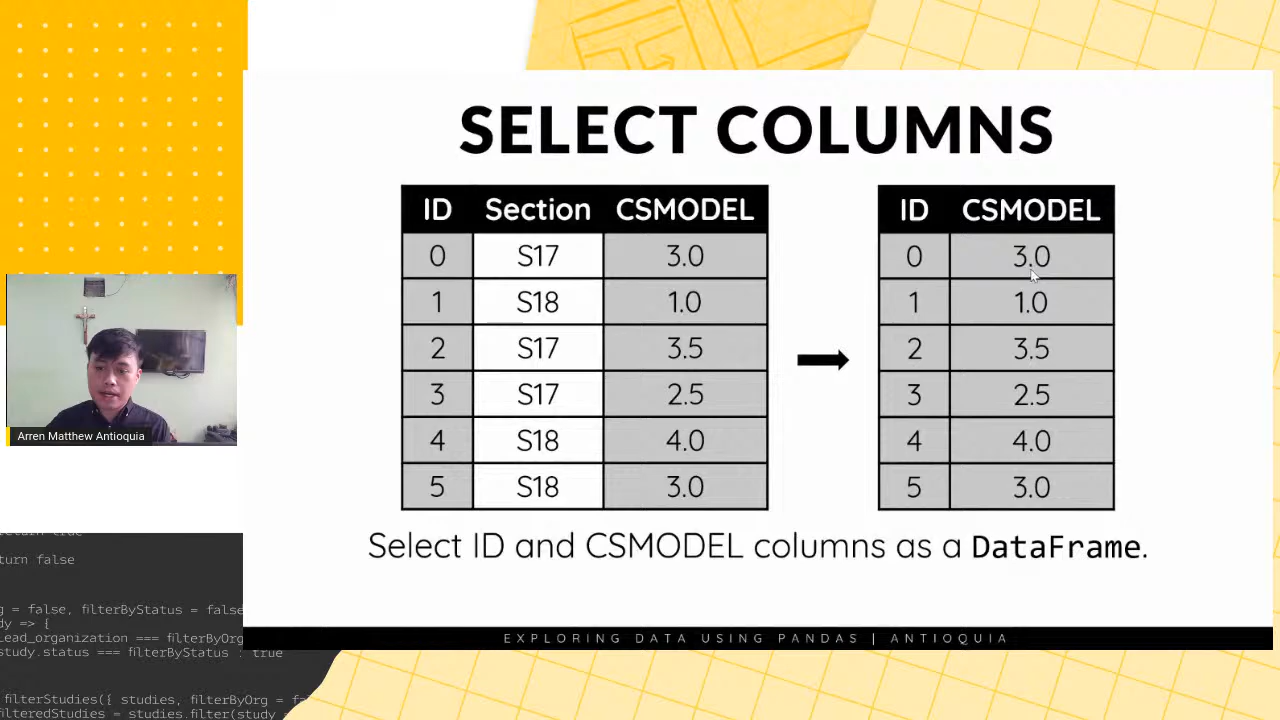 SELECT COLUMNS
ID Section CSMODEL
0 S17 3.0
1 S18 1.0
2 S17 3.5
3 S17 2.5
4 S18 4.0
5 S18 3.0
ID CSMODEL
0 3.0
1 1.0
2 3.5
3 2.5
4 4.0
5 3.0
Select ID and CSMODEL columns as a DataFrame.
EXPLORING DATA USING PANDAS | ANTIOQUIA
Arren Matthew Antioquia
turn false
= false, filterByStatus = false
=> {
lead_organization === filterByOrg
study.status === filterByStatus : true
filterStudies({ studies, filterByOrg =
filteredStudies = studies.filter(study